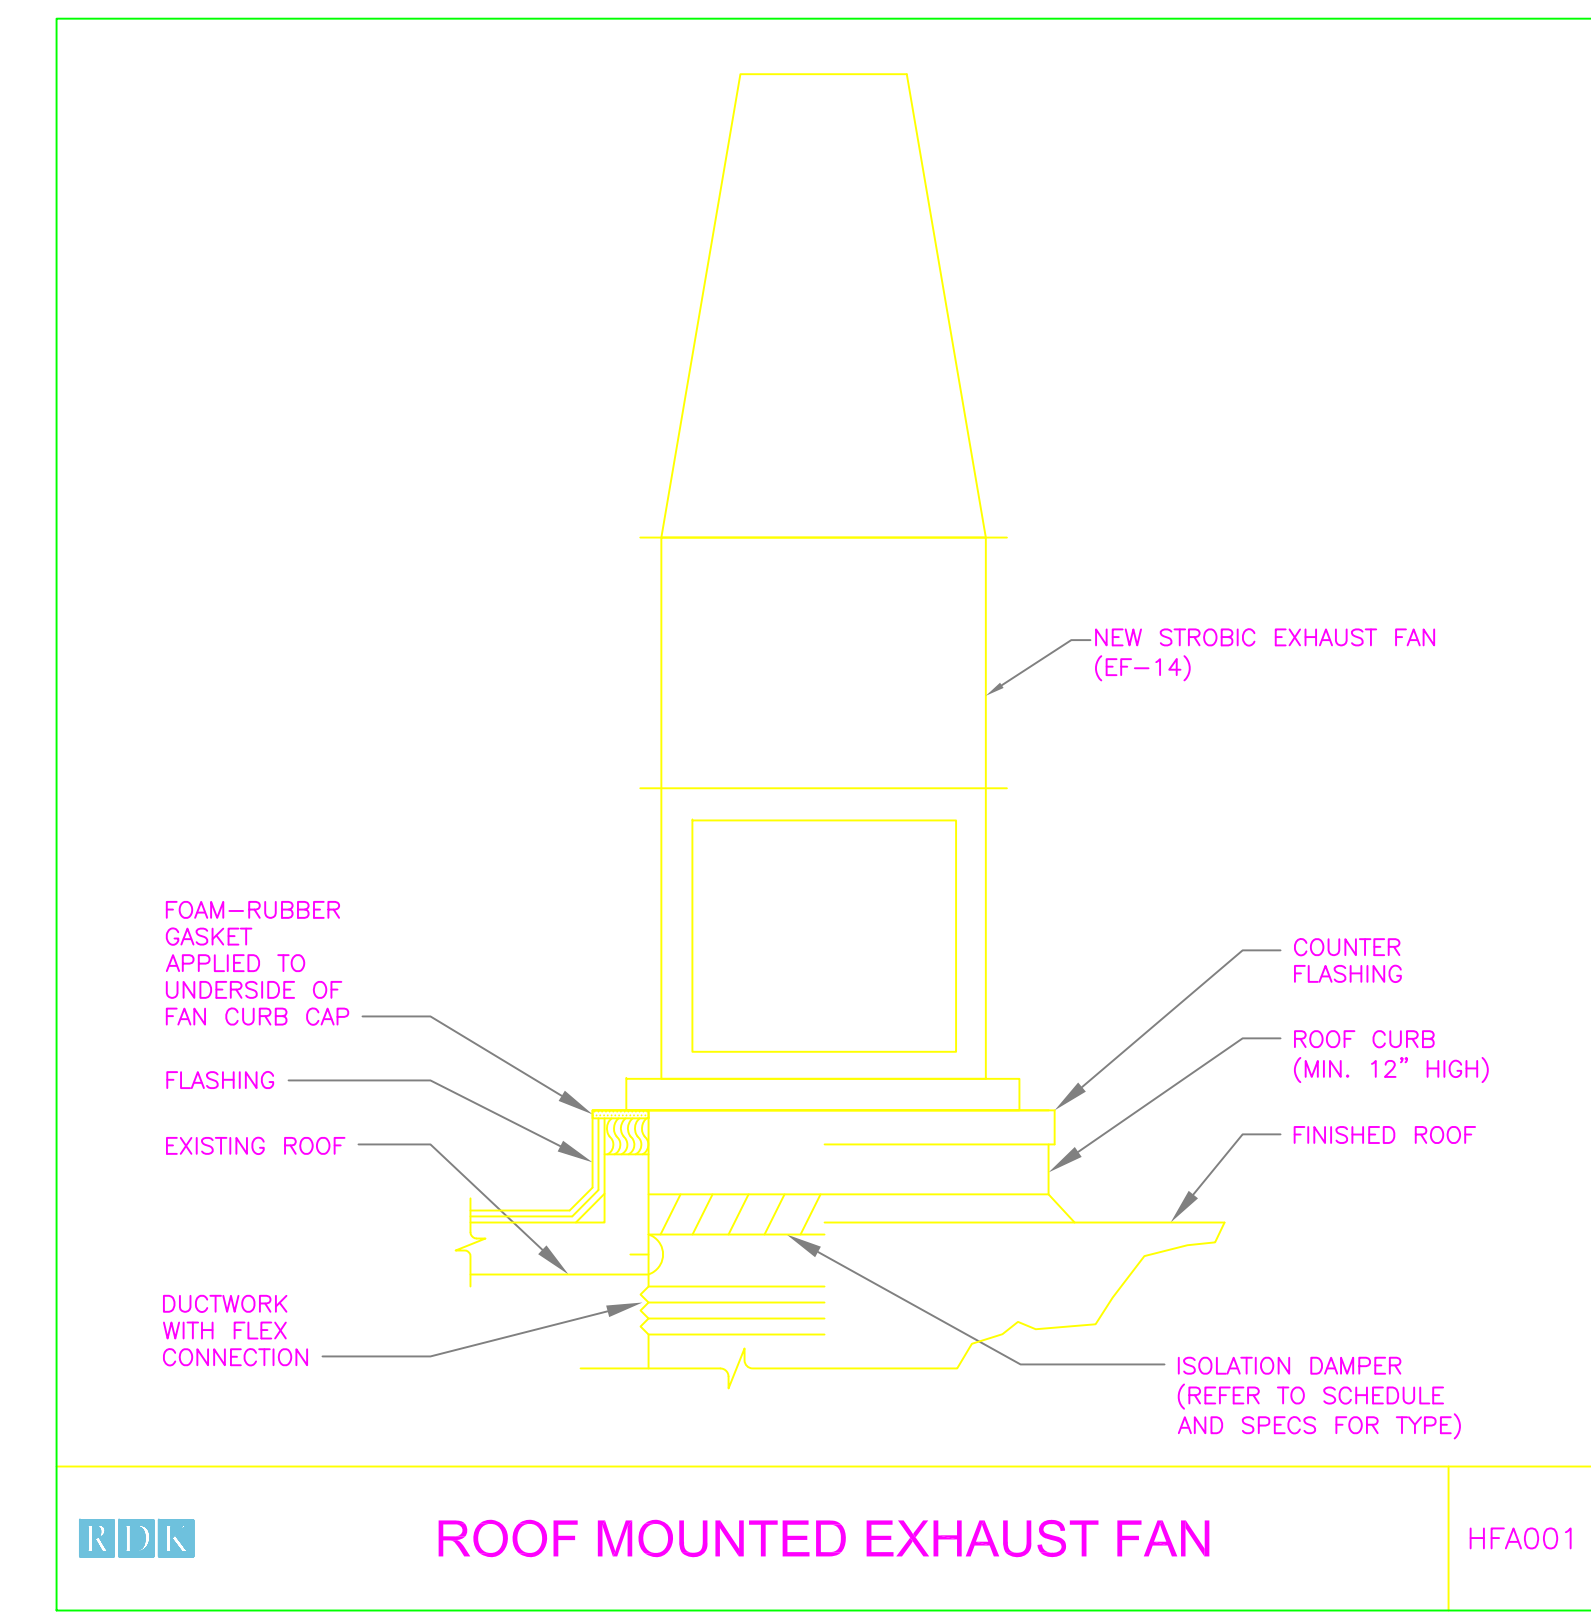 NEW STROBIC EXHAUST FAN
(EF-14)
FOAM-RUBBER
GASKET
APPLIED TO
UNDERSIDE OF
FAN CURB CAP
FLASHING
EXISTING ROOF
DUCTWORK
WITH FLEX
CONNECTION
COUNTER
FLASHING
ROOF CURB
(MIN. 12" HIGH)
FINISHED ROOF
ISOLATION DAMPER
(REFER TO SCHEDULE
AND SPECS FOR TYPE)
RDK
ROOF MOUNTED EXHAUST FAN
HFA001